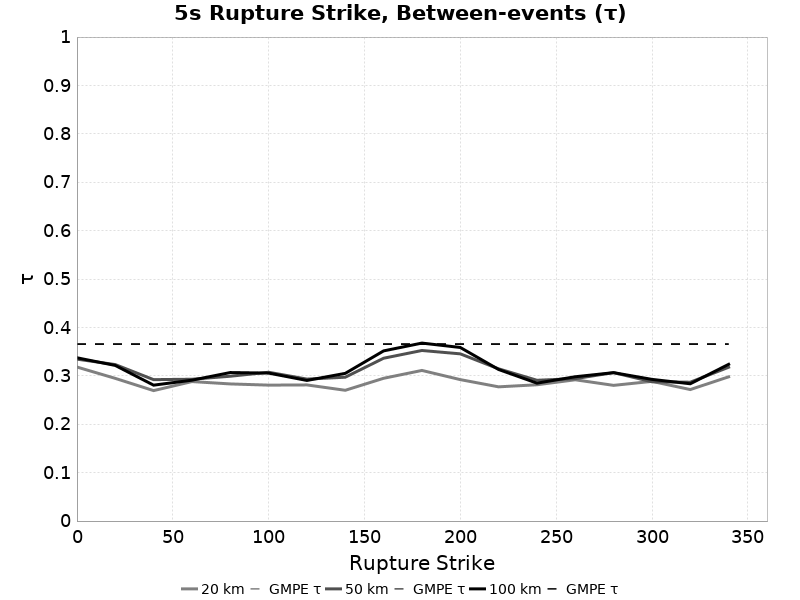 5s Rupture Strike, Between-events (τ)
1
0.9
0.8
0.7
0.6
0.5
0.4
0.3
0.2
0.1
0
τ
0 50 100 150 200 250 300 350
Rupture Strike
20 km GMPE τ 50 km GMPE τ 100 km GMPE τ